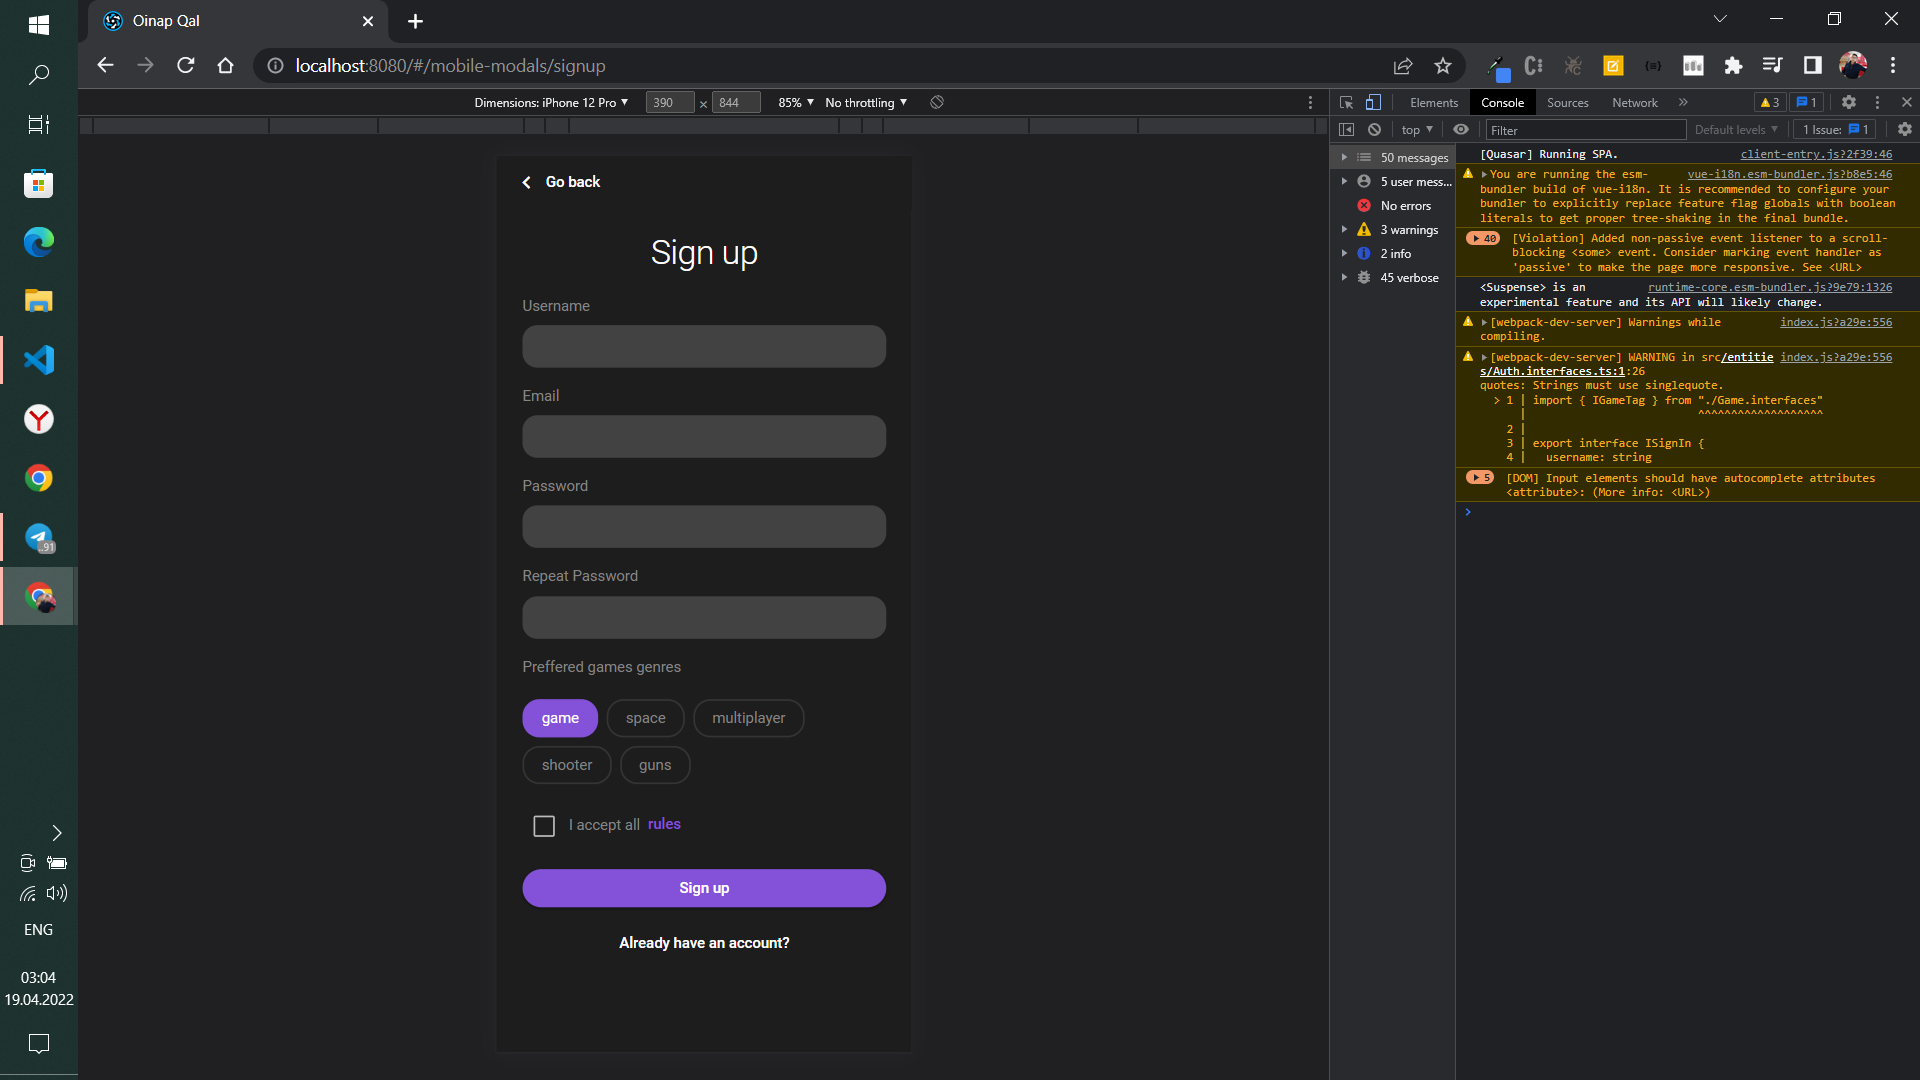 Oinap Qal
localhost:8080/#/mobile-modals/signup
Dimensions: iPhone 12 Pro
390 × 844
85%
No throttling
Elements
Console
Sources
Network
3
1
top
Filter
Default levels
1 Issue: 1
50 messages
5 user mess...
No errors
3 warnings
2 info
45 verbose
[Quasar] Running SPA. client-entry.js?2f39:46
You are running the esm- vue-i18n.esm-bundler.js?b8e5:46
bundler build of vue-i18n. It is recommended to configure your
bundler to explicitly replace feature flag globals with boolean
literals to get proper tree-shaking in the final bundle.
40 [Violation] Added non-passive event listener to a scroll-
blocking <some> event. Consider marking event handler as
'passive' to make the page more responsive. See <URL>
<Suspense> is an runtime-core.esm-bundler.js?9e79:1326
experimental feature and its API will likely change.
[webpack-dev-server] Warnings while index.js?a29e:556
compiling.
[webpack-dev-server] WARNING in src/entitie index.js?a29e:556
s/Auth.interfaces.ts:1:26
quotes: Strings must use singlequote.
> 1 | import { IGameTag } from "./Game.interfaces"
| ^^^^^^^^^^^^^^^^^^^
2 |
3 | export interface ISignIn {
4 | username: string
5 [DOM] Input elements should have autocomplete attributes
<attribute>: (More info: <URL>)
Go back
Sign up
Username
Email
Password
Repeat Password
Preffered games genres
game
space
multiplayer
shooter
guns
I accept all rules
Sign up
Already have an account?
..91
ENG
03:04
19.04.2022